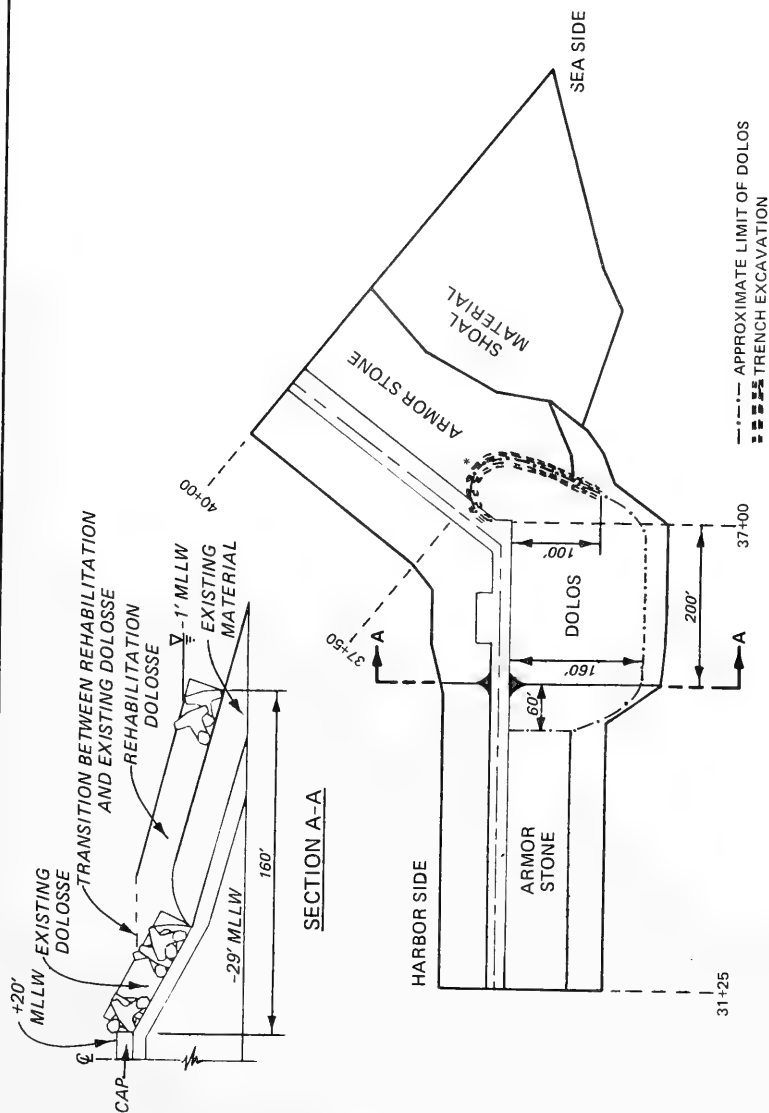 +20'
MLLW
EXISTING
DOLOSSE
TRANSITION BETWEEN REHABILITATION
AND EXISTING DOLOSSE
REHABILITATION
DOLOSSE
-1' MLLW
EXISTING
MATERIAL
℄
CAP
-29' MLLW
160'
SECTION A-A
40+00
37+50
A
HARBOR SIDE
ARMOR STONE
SHOAL
MATERIAL
SEA SIDE
*
ARMOR
STONE
DOLOS
100'
160'
60'
200'
A
31+25
37+00
APPROXIMATE LIMIT OF DOLOS
TRENCH EXCAVATION